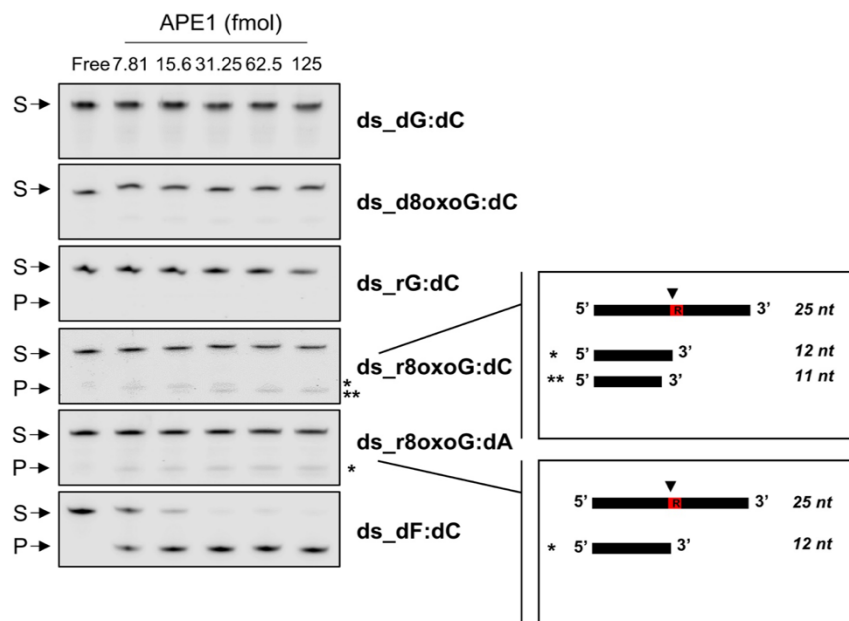 APE1 (fmol)
Free 7.81 15.6 31.25 62.5 125
S
ds_dG:dC
S
ds_d8oxoG:dC
S
ds_rG:dC
P
S
ds_r8oxoG:dC
*
P
**
S
ds_r8oxoG:dA
P
*
S
ds_dF:dC
P
5' R 3' 25 nt
* 5' 3' 12 nt
** 5' 3' 11 nt
5' R 3' 25 nt
* 5' 3' 12 nt